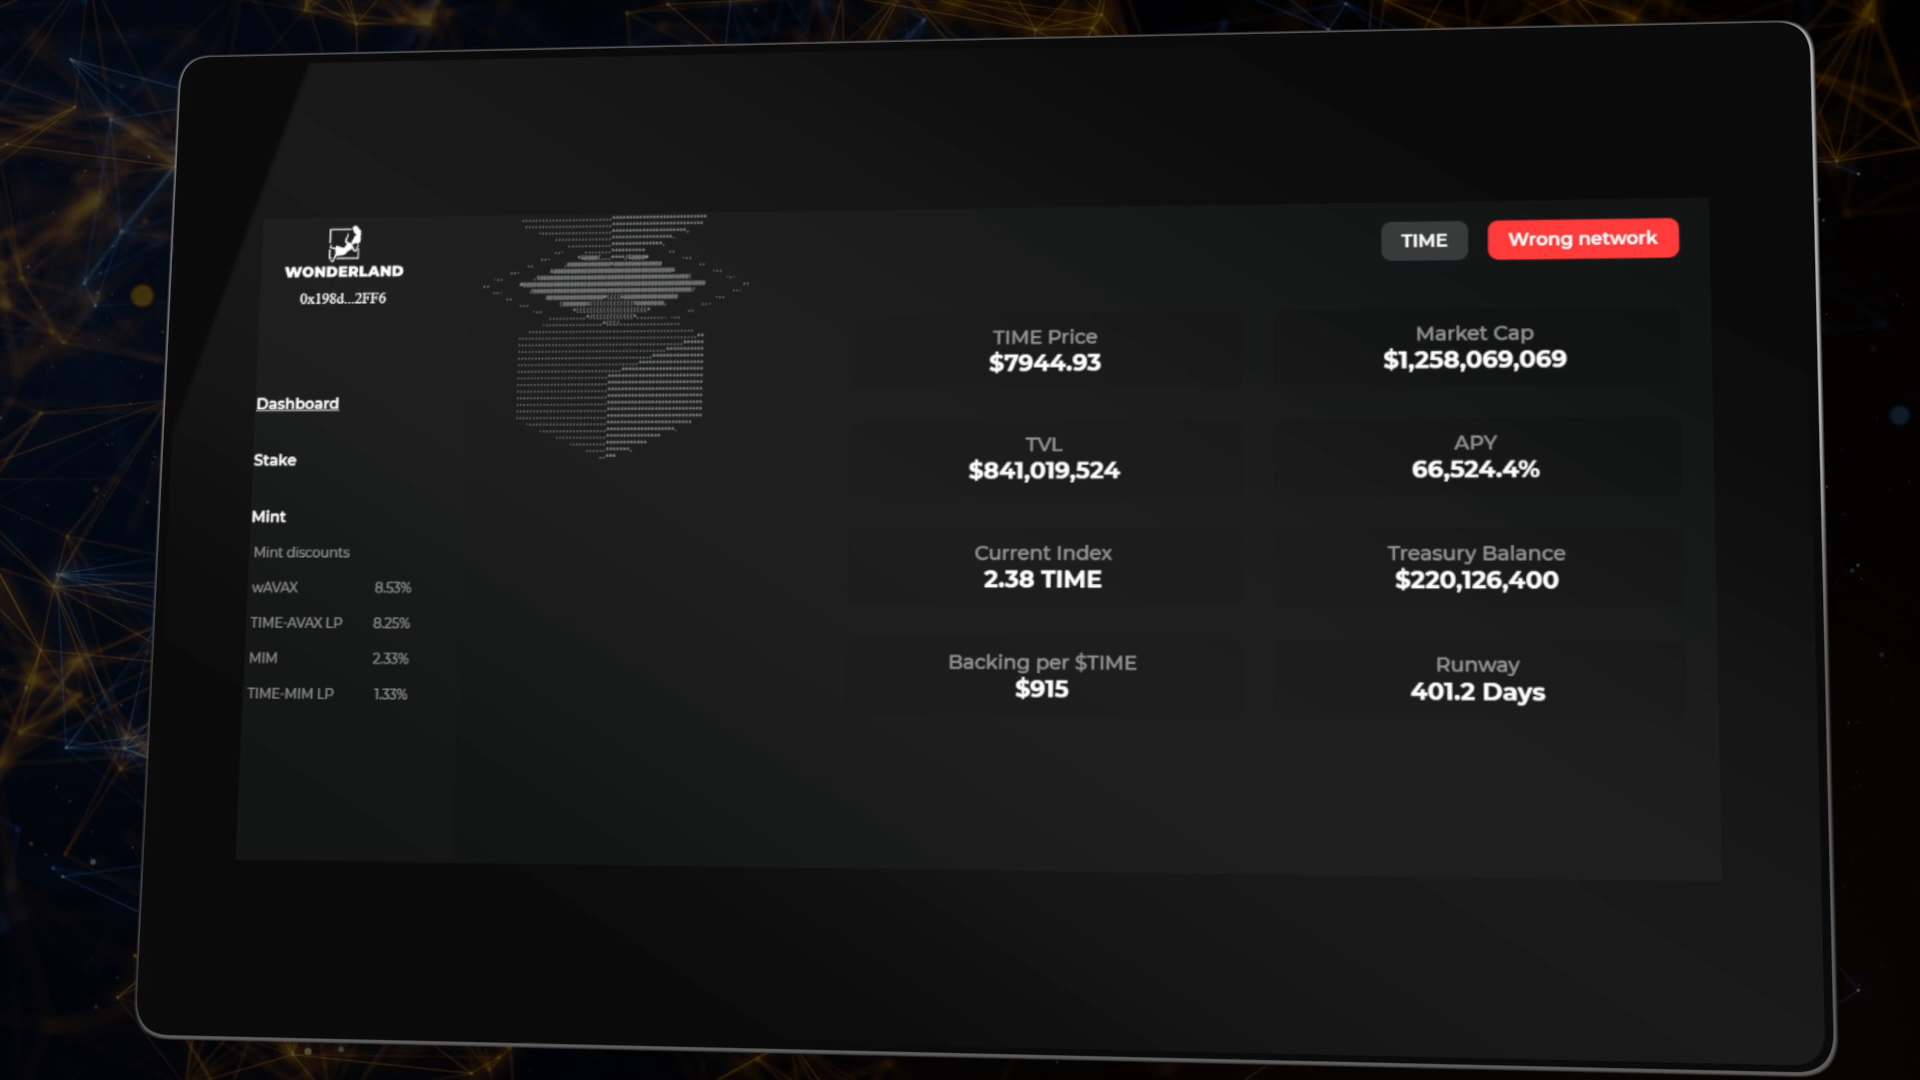 WONDERLAND
0x198d...2FF6
Dashboard
Stake
Mint
Mint discounts
wAVAX 8.53%
TIME-AVAX LP 8.25%
MIM 2.33%
TIME-MIM LP 1.33%
TIME Wrong network
TIME Price
$7944.93
Market Cap
$1,258,069,069
TVL
$841,019,524
APY
66,524.4%
Current Index
2.38 TIME
Treasury Balance
$220,126,400
Backing per $TIME
$915
Runway
401.2 Days